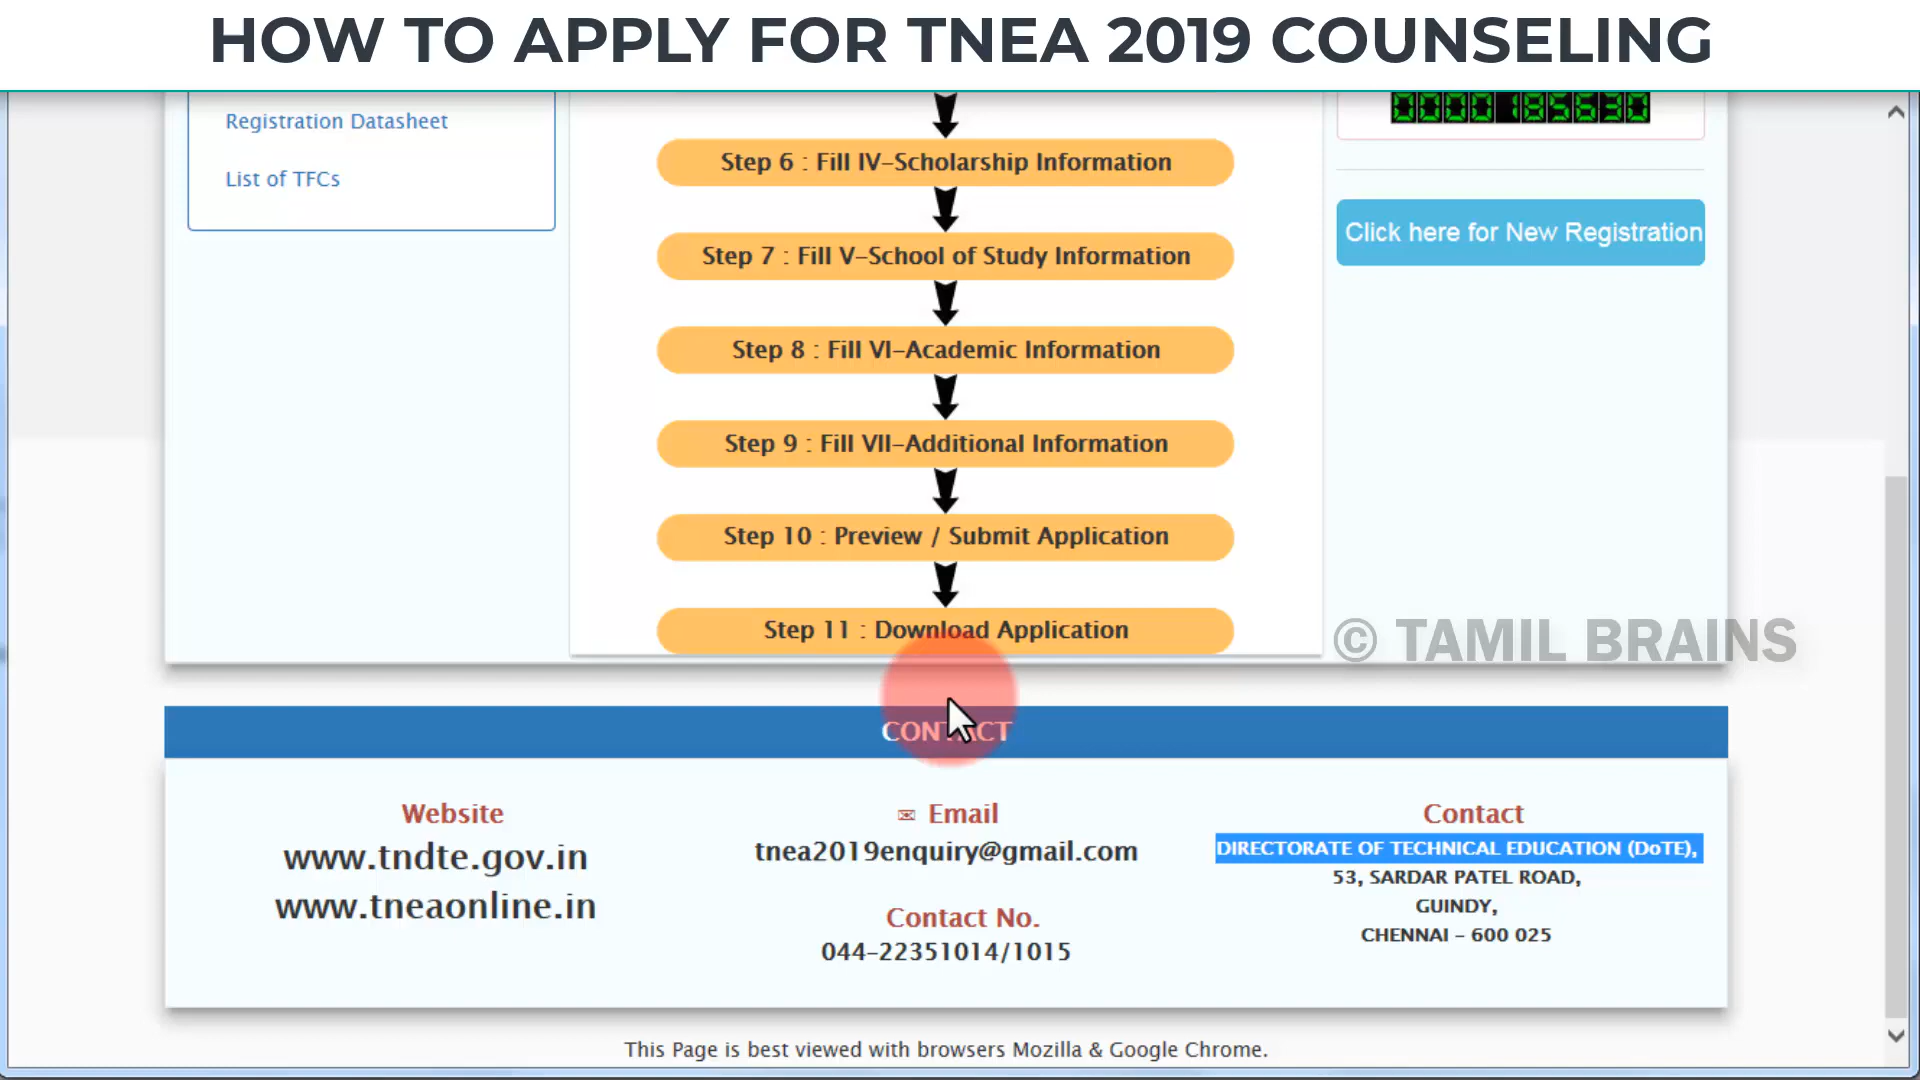 HOW TO APPLY FOR TNEA 2019 COUNSELING
Registration Datasheet
List of TFCs
Step 6 : Fill IV-Scholarship Information
Step 7 : Fill V-School of Study Information
Step 8 : Fill VI-Academic Information
Step 9 : Fill VII-Additional Information
Step 10 : Preview / Submit Application
Step 11 : Download Application
0000185630
Click here for New Registration
© TAMIL BRAINS
CONTACT
Website
www.tndte.gov.in
www.tneaonline.in
Email
tnea2019enquiry@gmail.com
Contact No.
044-22351014/1015
Contact
DIRECTORATE OF TECHNICAL EDUCATION (DoTE),
53, SARDAR PATEL ROAD,
GUINDY,
CHENNAI - 600 025
This Page is best viewed with browsers Mozilla & Google Chrome.